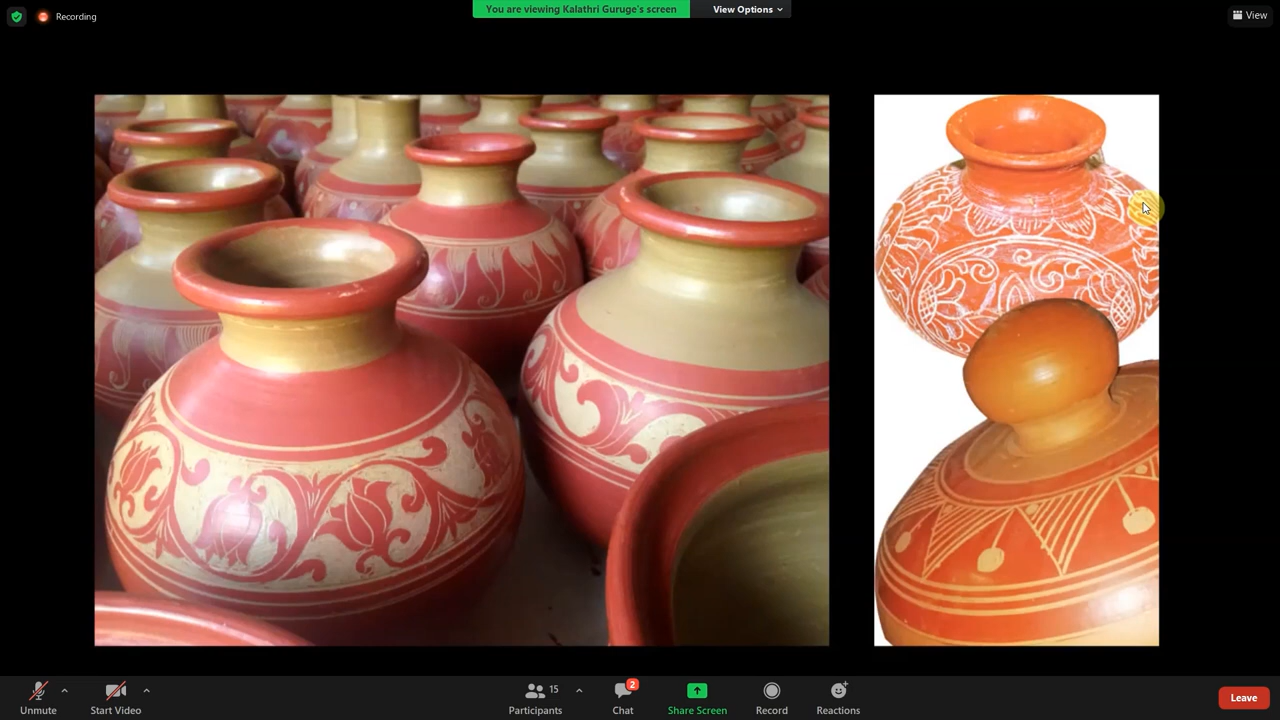 Recording
You are viewing Kalathri Guruge's screen
View Options
View
Unmute
Start Video
15
Participants
2
Chat
Share Screen
Record
Reactions
Leave